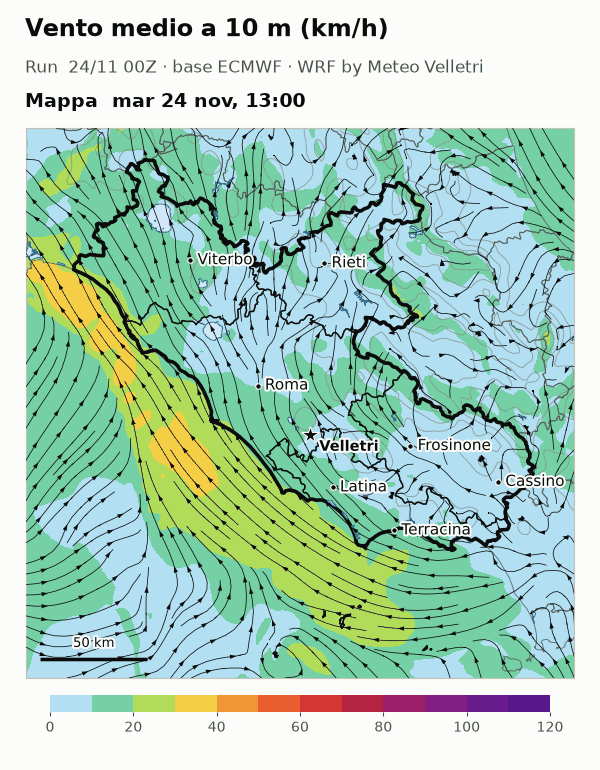 Vento medio a 10 m (km/h)
Run 24/11 00Z · base ECMWF · WRF by Meteo Velletri
Mappa mar 24 nov, 13:00
Viterbo
Rieti
Roma
Velletri
Frosinone
Latina
Cassino
Terracina
50 km
0 20 40 60 80 100 120